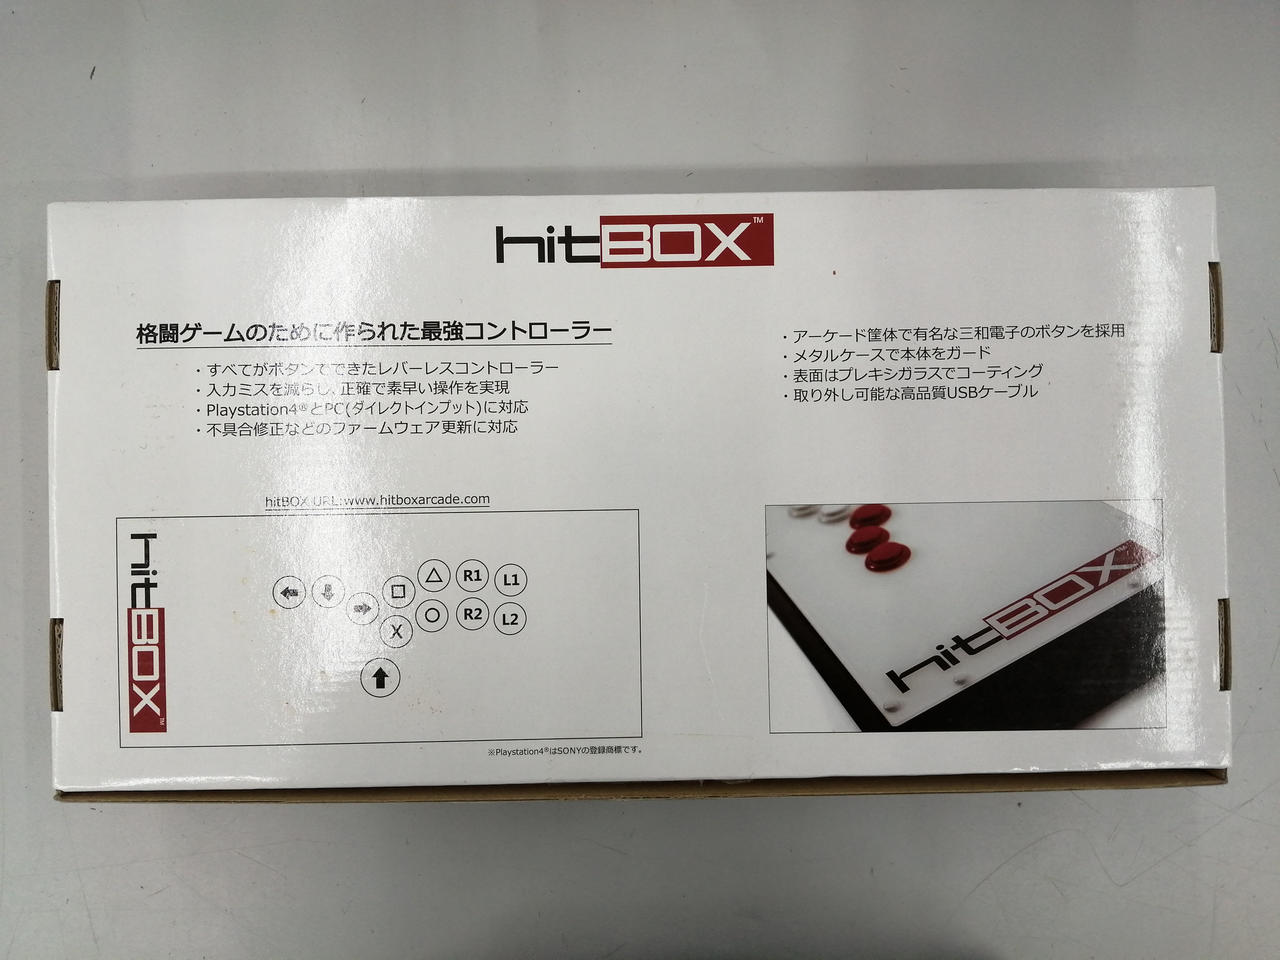 hitBOX™
格闘ゲームのために作られた最強コントローラー
・すべてがボタンでできたレバーレスコントローラー
・入力ミスを減らし、正確で素早い操作を実現
・Playstation4®とPC(ダイレクトインプット)に対応
・不具合修正などのファームウェア更新に対応
・アーケード筐体で有名な三和電子のボタンを採用
・メタルケースで本体をガード
・表面はプレキシガラスでコーティング
・取り外し可能な高品質USBケーブル
hitBOX URL:www.hitboxarcade.com
hitBOX™
← ↓ → □ △ R1 L1
X ○ R2 L2
↑
hitBOX™
※Playstation4®はSONYの登録商標です。